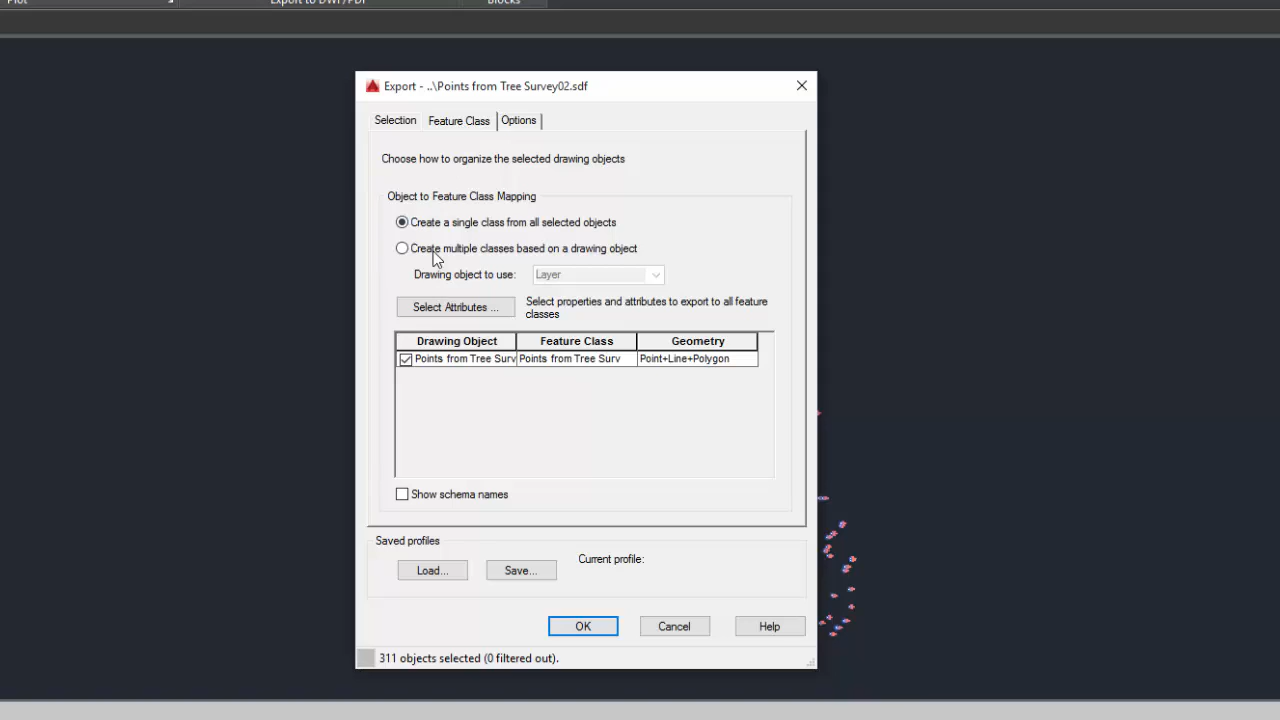 Plot Export to DWF/PDF Blocks
Export - ..\Points from Tree Survey02.sdf
Selection Feature Class Options
Choose how to organize the selected drawing objects
Object to Feature Class Mapping
Create a single class from all selected objects
Create multiple classes based on a drawing object
Drawing object to use: Layer
Select Attributes ... Select properties and attributes to export to all feature
classes
Drawing Object Feature Class Geometry
Points from Tree Surv Points from Tree Surv Point+Line+Polygon
Show schema names
Saved profiles
Current profile:
Load... Save...
OK Cancel Help
311 objects selected (0 filtered out).